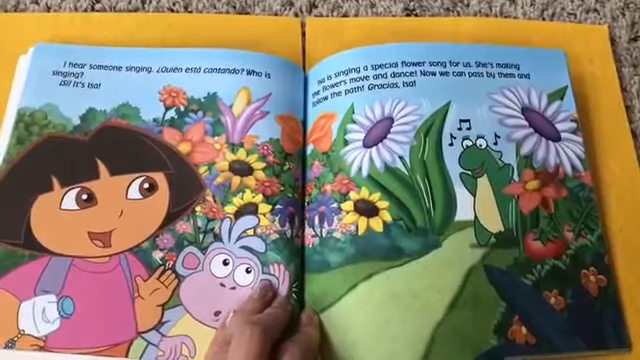 I hear someone singing. ¿Quién está cantando? Who is
singing?
¡Sí! It's Isa!
Isa is singing a special flower song for us. She's making
the flowers move and dance! Now we can pass by them and
follow the path! Gracias, Isa!